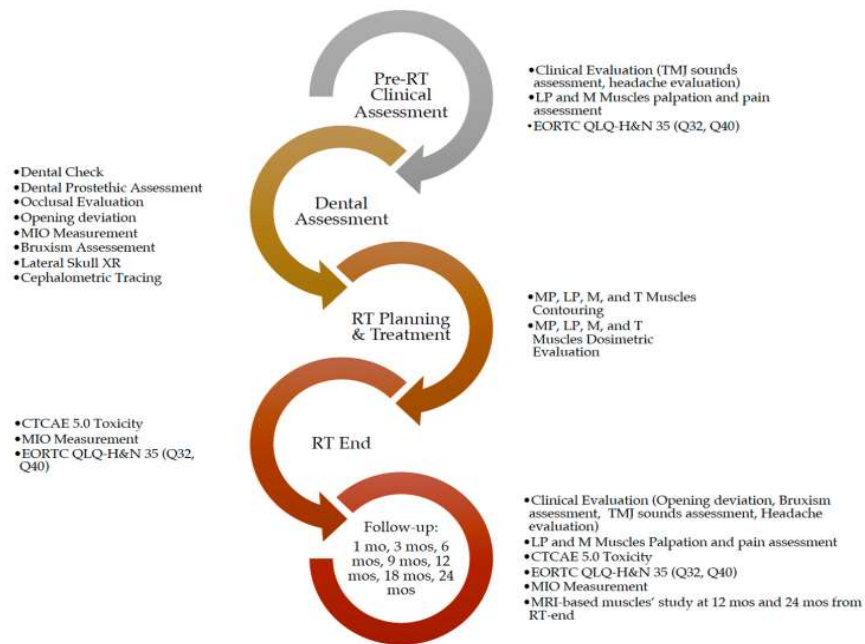 Pre-RT
Clinical
Assessment
•Clinical Evaluation (TMJ sounds
assessment, headache evaluation)
•LP and M Muscles palpation and pain
assessment
•EORTC QLQ-H&N 35 (Q32, Q40)
•Dental Check
•Dental Prostethic Assessment
•Occlusal Evaluation
•Opening deviation
•MIO Measurement
•Bruxism Assessement
•Lateral Skull XR
•Cephalometric Tracing
Dental
Assessment
RT Planning
& Treatment
•MP, LP, M, and T Muscles
Contouring
•MP, LP, M, and T
Muscles Dosimetric
Evaluation
•CTCAE 5.0 Toxicity
•MIO Measurement
•EORTC QLQ-H&N 35 (Q32,
Q40)
RT End
Follow-up:
1 mo, 3 mos, 6
mos, 9 mos, 12
mos, 18 mos, 24
mos
•Clinical Evaluation (Opening deviation, Bruxism
assessment, TMJ sounds assessment, Headache
evaluation)
•LP and M Muscles Palpation and pain assessment
•CTCAE 5.0 Toxicity
•EORTC QLQ-H&N 35 (Q32, Q40)
•MIO Measurement
•MRI-based muscles' study at 12 mos and 24 mos from
RT-end